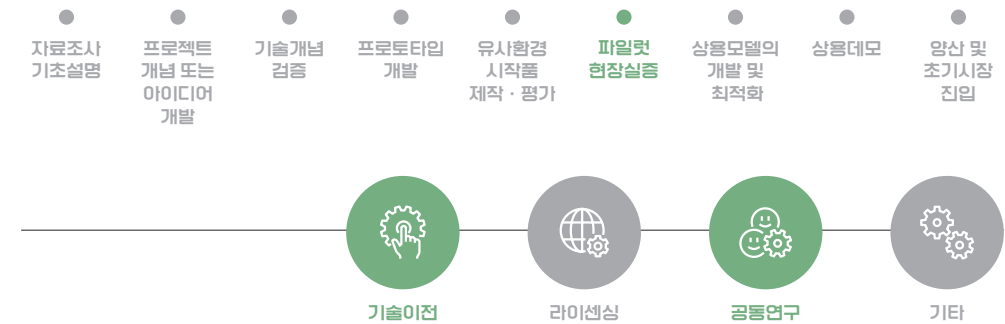 자료조사
기초설명
프로젝트
개념 또는
아이디어
개발
기술개념
검증
프로토타입
개발
유사환경
시작품
제작 · 평가
파일럿
현장실증
상용모델의
개발 및
최적화
상용데모
양산 및
초기시장
진입
기술이전
라이센싱
공동연구
기타